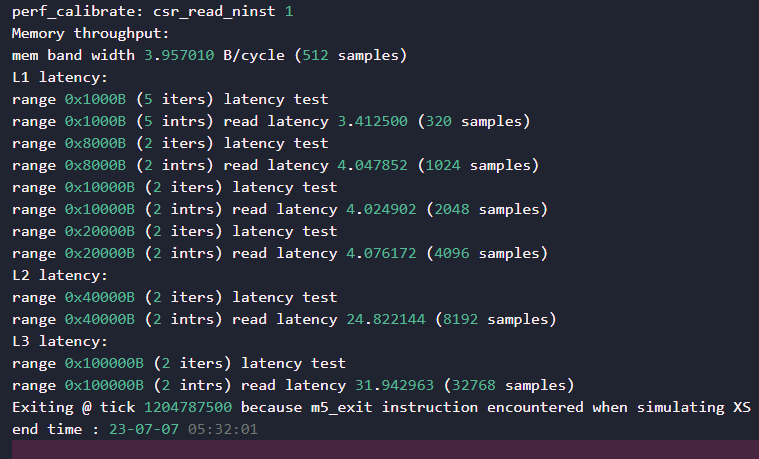 perf_calibrate: csr_read_ninst 1
Memory throughput:
mem band width 3.957010 B/cycle (512 samples)
L1 latency:
range 0x1000B (5 iters) latency test
range 0x1000B (5 intrs) read latency 3.412500 (320 samples)
range 0x8000B (2 iters) latency test
range 0x8000B (2 intrs) read latency 4.047852 (1024 samples)
range 0x10000B (2 iters) latency test
range 0x10000B (2 intrs) read latency 4.024902 (2048 samples)
range 0x20000B (2 iters) latency test
range 0x20000B (2 intrs) read latency 4.076172 (4096 samples)
L2 latency:
range 0x40000B (2 iters) latency test
range 0x40000B (2 intrs) read latency 24.822144 (8192 samples)
L3 latency:
range 0x100000B (2 iters) latency test
range 0x100000B (2 intrs) read latency 31.942963 (32768 samples)
Exiting @ tick 1204787500 because m5_exit instruction encountered when simulating XS
end time : 23-07-07 05:32:01